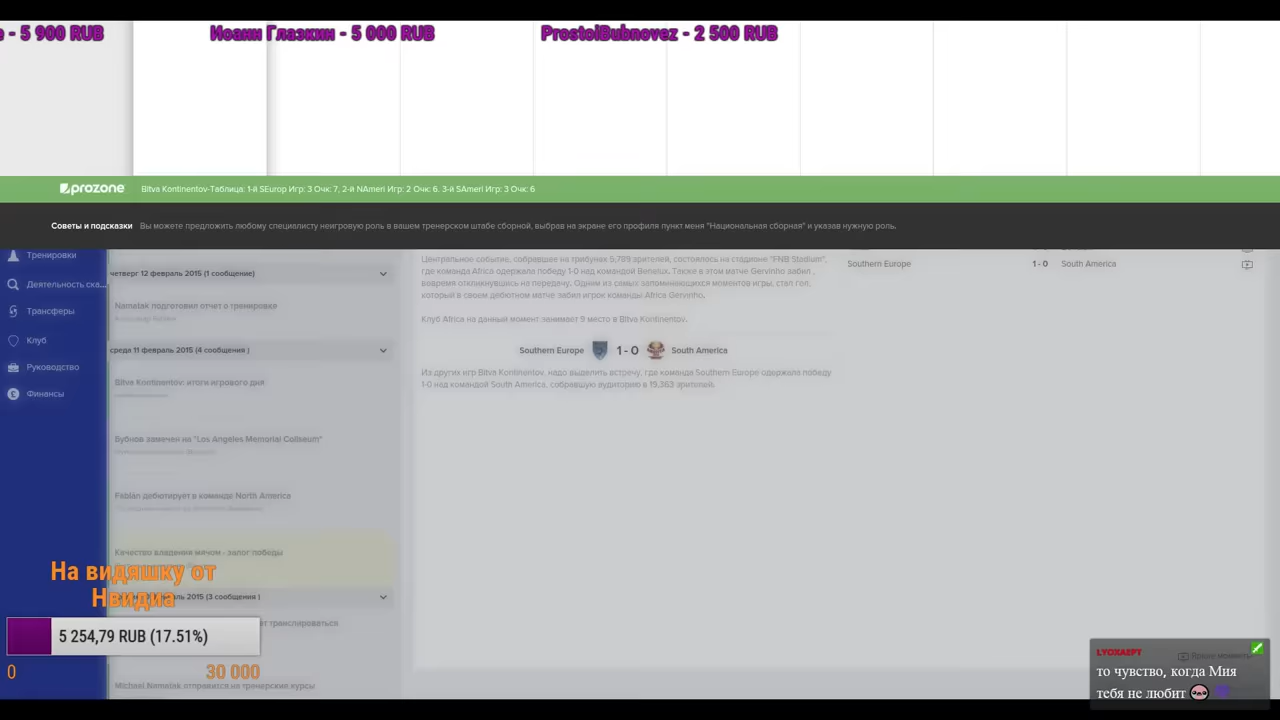 - 5 900 RUB
Иоанн Глазкин - 5 000 RUB
ProstoiBubnovez - 2 500 RUB
prozone
Bitva Kontinentov-Таблица: 1-й SEurop Игр: 3 Очк: 7, 2-й NAmeri Игр: 2 Очк: 6. 3-й SAmeri Игр: 3 Очк: 6
Советы и подсказки
Вы можете предложить любому специалисту неигровую роль в вашем тренерском штабе сборной, выбрав на экране его профиля пункт меня "Национальная сборная" и указав нужную роль.
Тренировки
Деятельность ска...
Трансферы
Клуб
Руководство
Финансы
четверг 12 февраль 2015 (1 сообщение)
Namatak подготовил отчет о тренировке
среда 11 февраль 2015 (4 сообщения )
Bitva Kontinentov: итоги игрового дня
Бубнов замечен на "Los Angeles Memorial Coliseum"
Fabian дебютирует в команде North America
Качество владения мячом - залог победы
2015 (3 сообщения )
транслироваться
Michael Namatak отправится на тренерские курсы
Центральное событие, собравшее на трибунах 5,789 зрителей, состоялось на стадионе "FNB Stadium",
где команда Africa одержала победу 1-0 над командой Benelux. Также в этом матче Gervinho забил ,
вовремя откликнувшись на передачу. Одним из самых запоминающихся моментов игры, стал гол,
который в своем дебютном матче забил игрок команды Africa Gervinho.
Клуб Africa на данный момент занимает 9 место в Bitva Kontinentov.
Southern Europe 1 - 0 South America
Из других игр Bitva Kontinentov, надо выделить встречу, где команда Southern Europe одержала победу
1-0 над командой South America, собравшую аудиторию в 19,363 зрителей.
Southern Europe 1 - 0 South America
На видяшку от
Нвидиа
5 254,79 RUB (17.51%)
0 30 000
LYOXAEPT
то чувство, когда Мия
тебя не любит